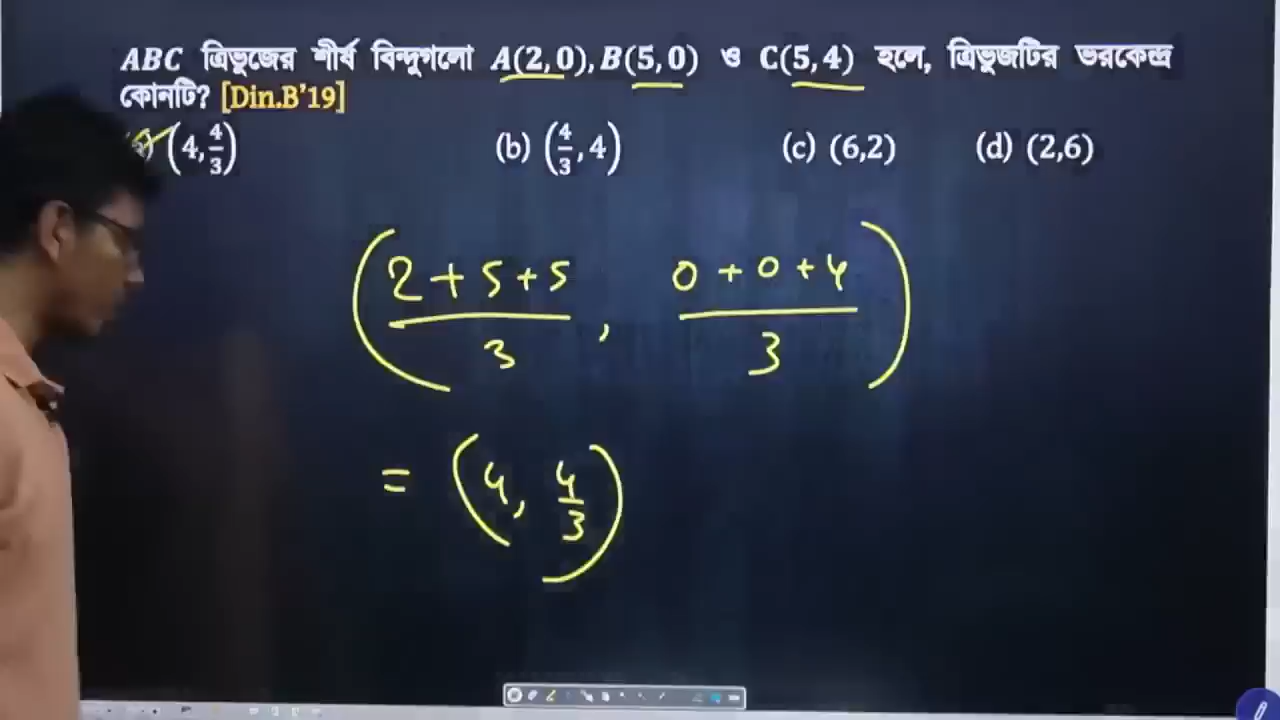 ABC ত্রিভুজের শীর্ষ বিন্দুগলো A(2,0), B(5,0) ও C(5,4) হলে, ত্রিভুজটির ভরকেন্দ্র
কোনটি? [Din.B'19]
(4, 4/3) (b) (4/3, 4) (c) (6,2) (d) (2,6)
(2+5+5/3, 0+0+4/3)
= (4, 4/3)